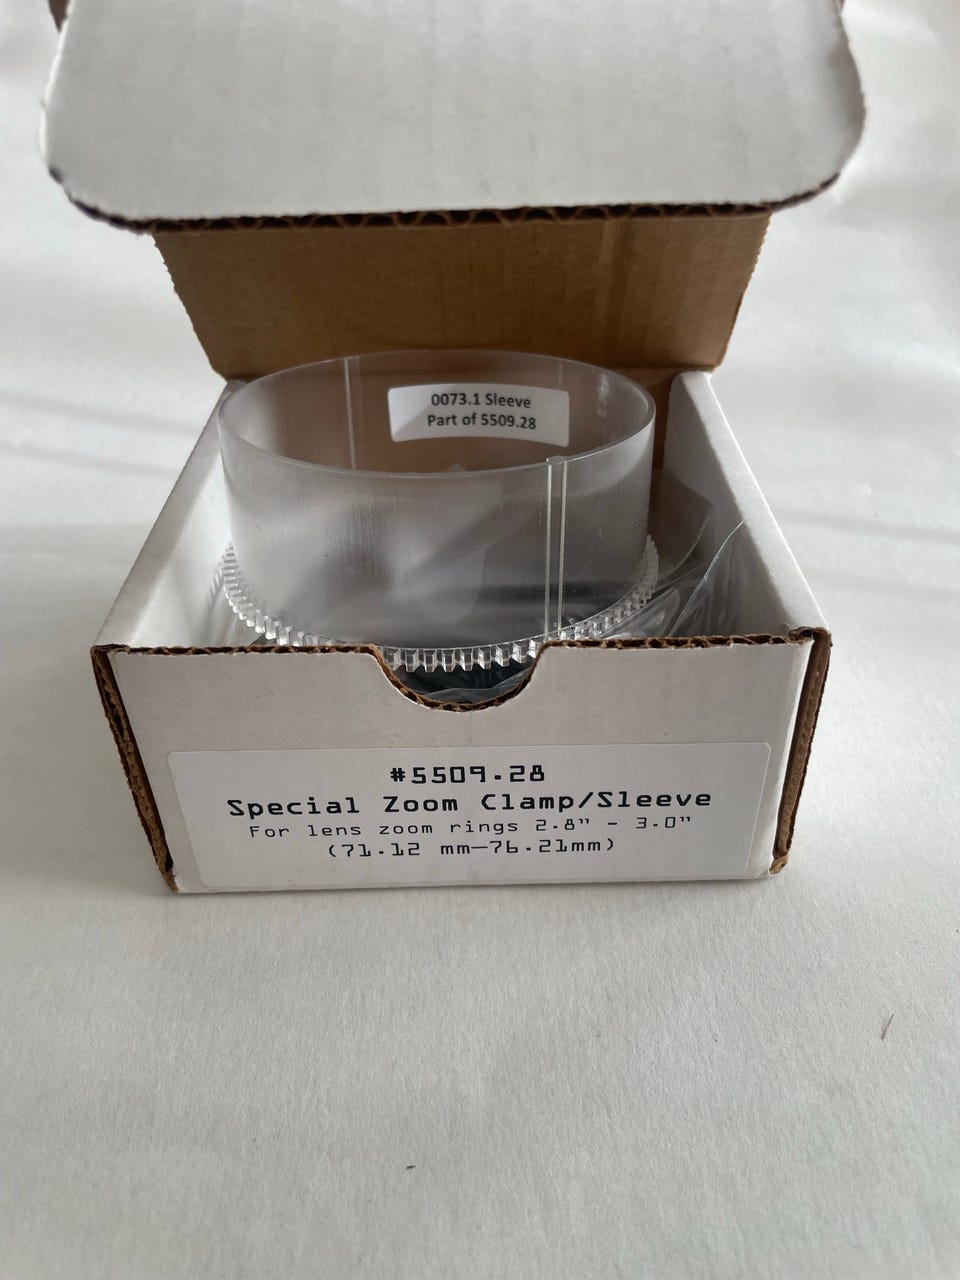 0073.1 Sleeve
Part of 5509.28
#5509.28
Special Zoom Clamp/Sleeve
For lens zoom rings 2.8" - 3.0"
(71.12 mm—76.21mm)